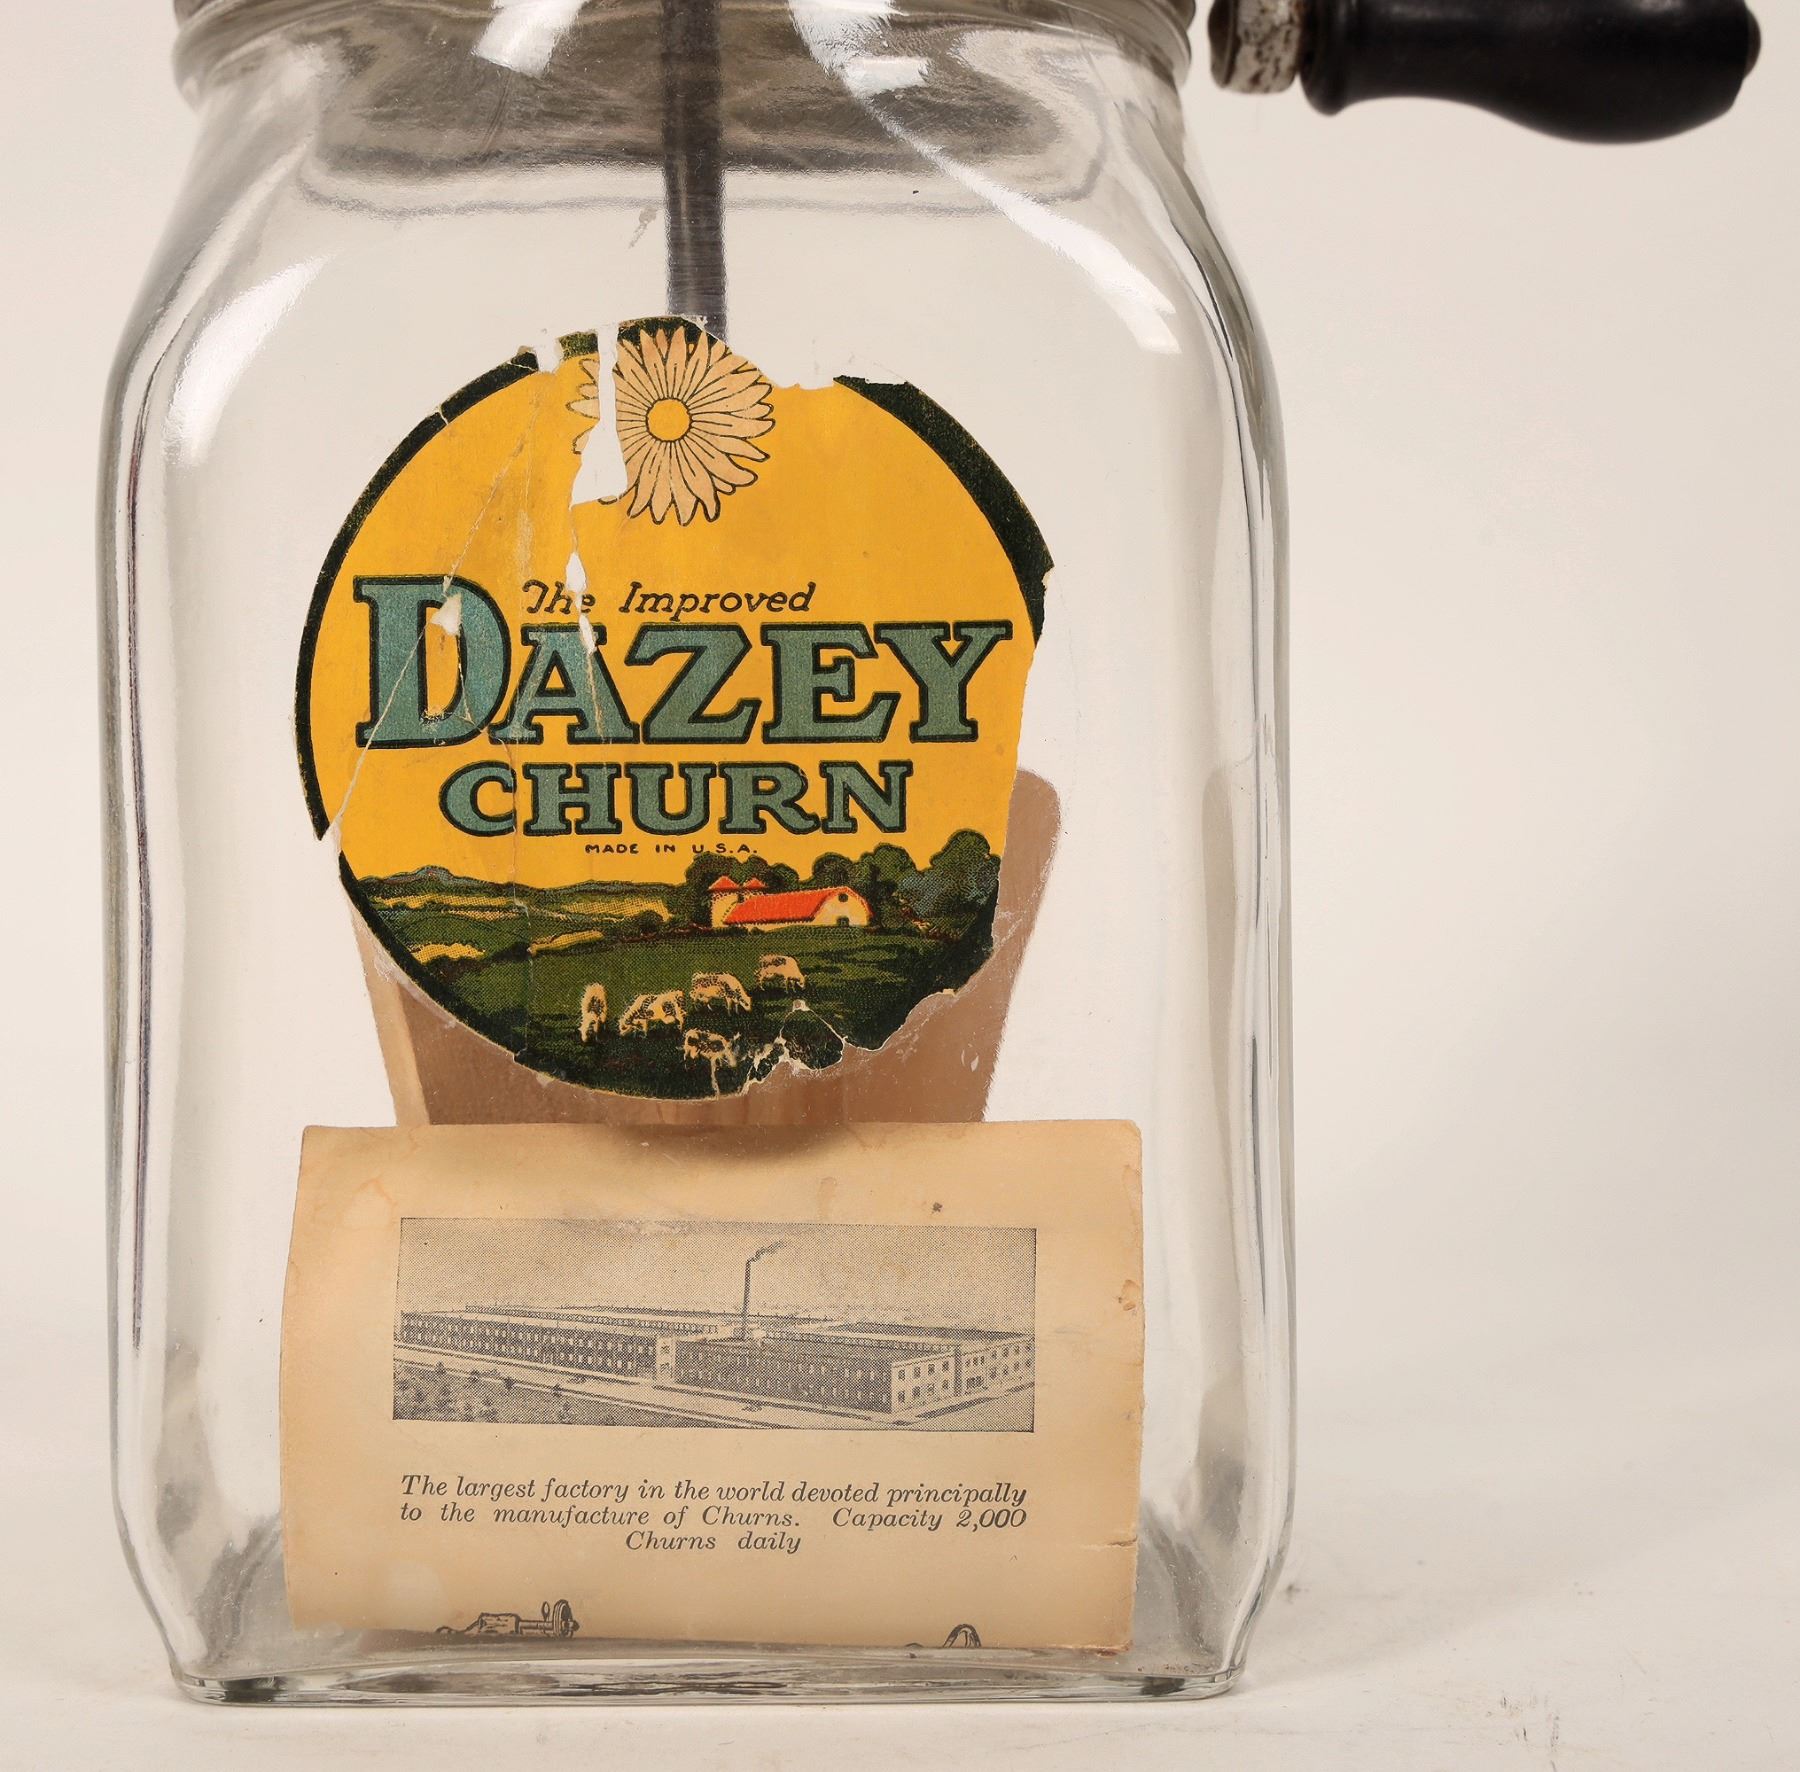 The Improved
DAZEY
CHURN
MADE IN U.S.A.
The largest factory in the world devoted principally
to the manufacture of Churns. Capacity 2,000
Churns daily